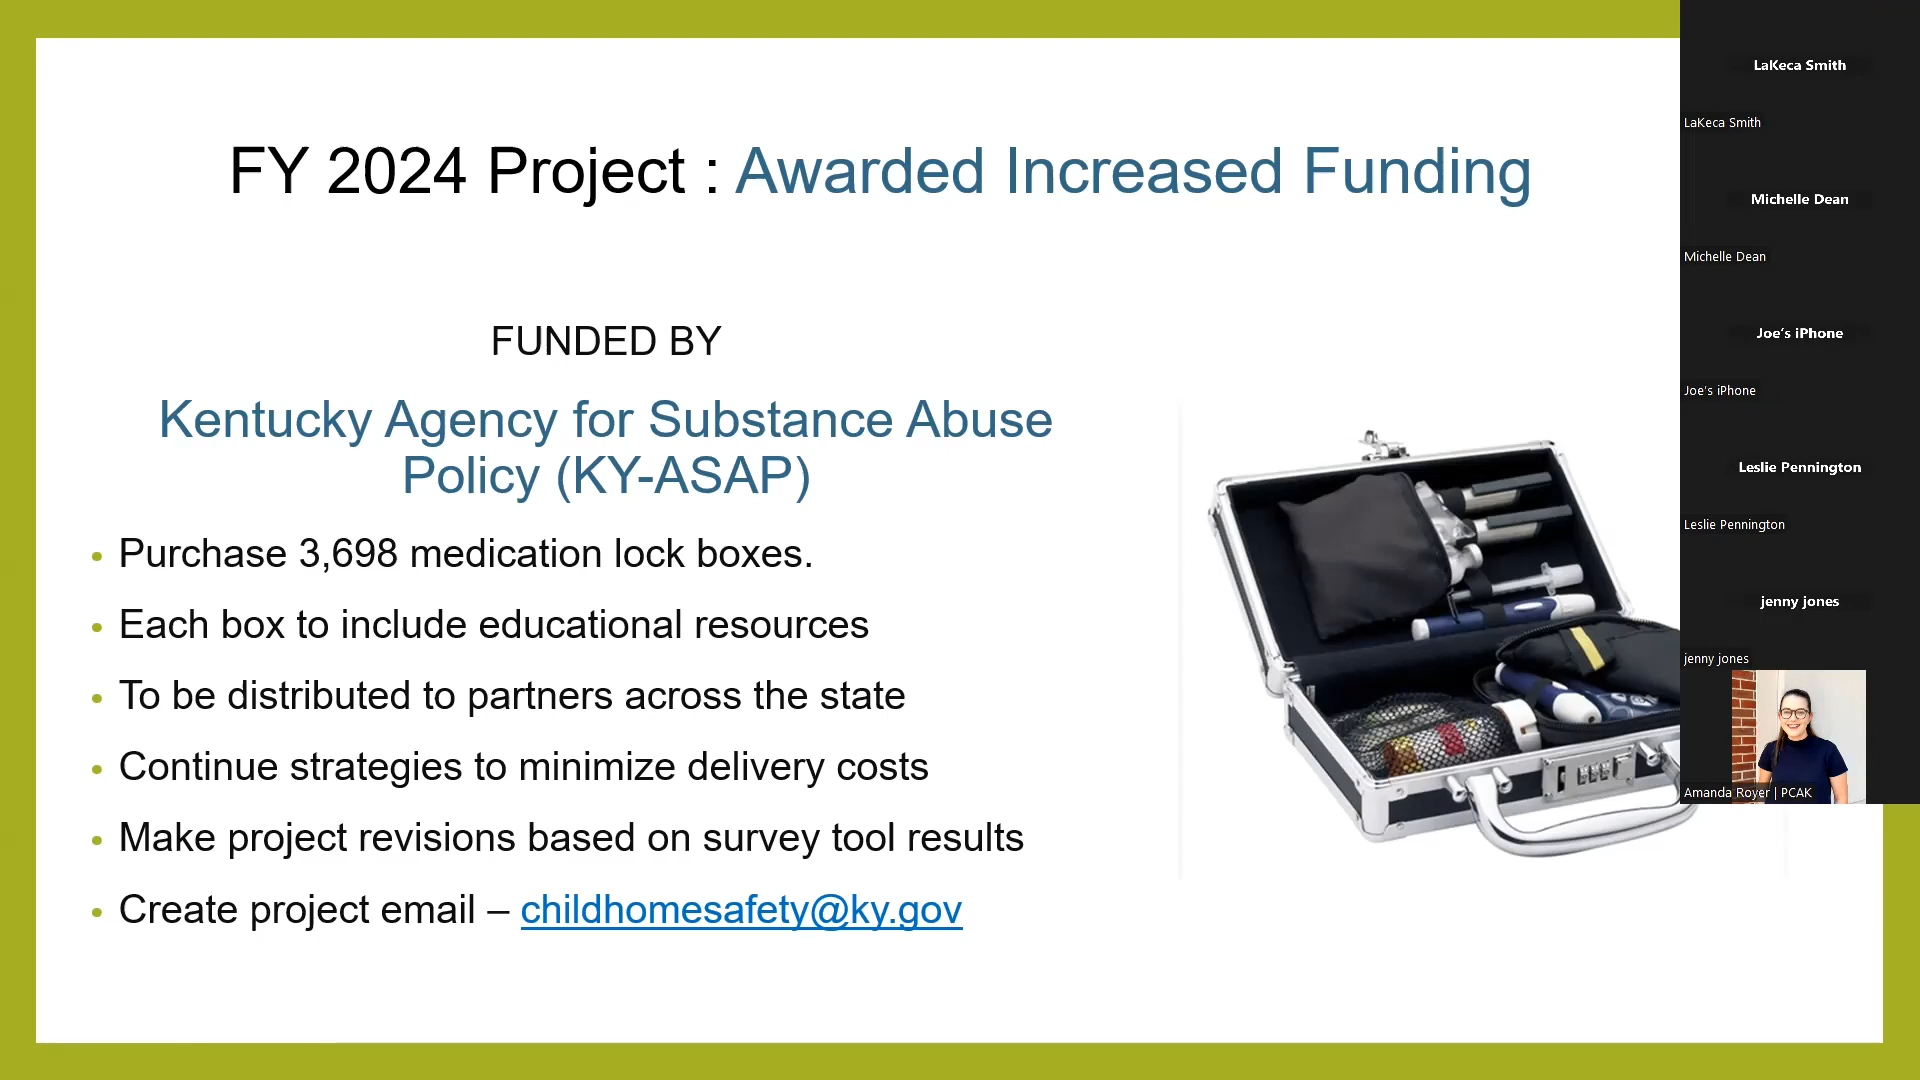 FY 2024 Project : Awarded Increased Funding
FUNDED BY
Kentucky Agency for Substance Abuse
Policy (KY-ASAP)
• Purchase 3,698 medication lock boxes.
• Each box to include educational resources
• To be distributed to partners across the state
• Continue strategies to minimize delivery costs
• Make project revisions based on survey tool results
• Create project email – childhomesafety@ky.gov
LaKeca Smith
LaKeca Smith
Michelle Dean
Michelle Dean
Joe's iPhone
Joe's iPhone
Leslie Pennington
Leslie Pennington
jenny jones
jenny jones
Amanda Royer | PCAK